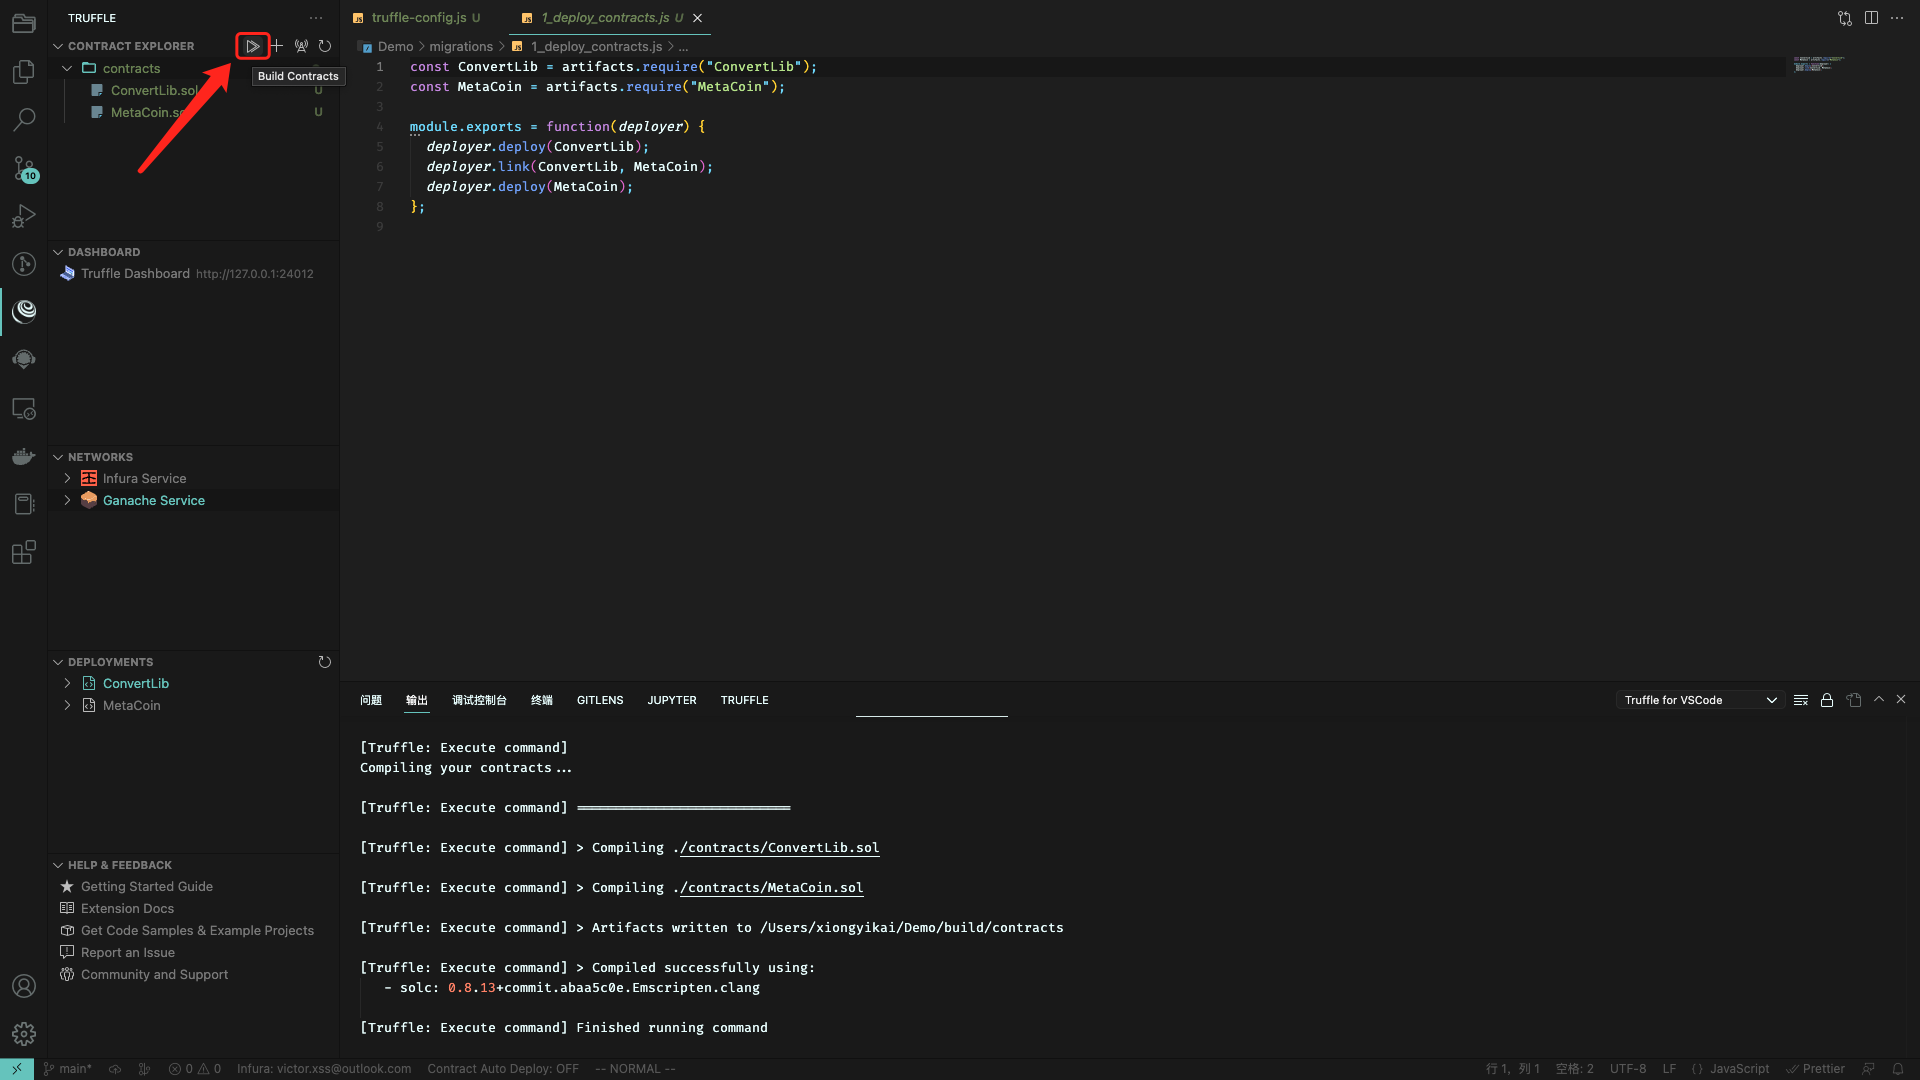 TRUFFLE
CONTRACT EXPLORER
Build Contracts
contracts
ConvertLib.sol U
MetaCoin.so U
DASHBOARD
Truffle Dashboard http://127.0.0.1:24012
NETWORKS
Infura Service
Ganache Service
DEPLOYMENTS
ConvertLib
MetaCoin
HELP & FEEDBACK
Getting Started Guide
Extension Docs
Get Code Samples & Example Projects
Report an Issue
Community and Support
10
truffle-config.js U
1_deploy_contracts.js U
Demo > migrations > 1_deploy_contracts.js > ...
1 const ConvertLib = artifacts.require("ConvertLib");
2 const MetaCoin = artifacts.require("MetaCoin");
3
4 module.exports = function(deployer) {
5 deployer.deploy(ConvertLib);
6 deployer.link(ConvertLib, MetaCoin);
7 deployer.deploy(MetaCoin);
8 };
9
问题 输出 调试控制台 终端 GITLENS JUPYTER TRUFFLE
Truffle for VSCode
[Truffle: Execute command]
Compiling your contracts...
[Truffle: Execute command] ===========================
[Truffle: Execute command] > Compiling ./contracts/ConvertLib.sol
[Truffle: Execute command] > Compiling ./contracts/MetaCoin.sol
[Truffle: Execute command] > Artifacts written to /Users/xiongyikai/Demo/build/contracts
[Truffle: Execute command] > Compiled successfully using:
- solc: 0.8.13+commit.abaa5c0e.Emscripten.clang
[Truffle: Execute command] Finished running command
main* 0 0 Infura: victor.xss@outlook.com Contract Auto Deploy: OFF -- NORMAL --
行 1, 列 1 空格: 2 UTF-8 LF {} JavaScript Prettier